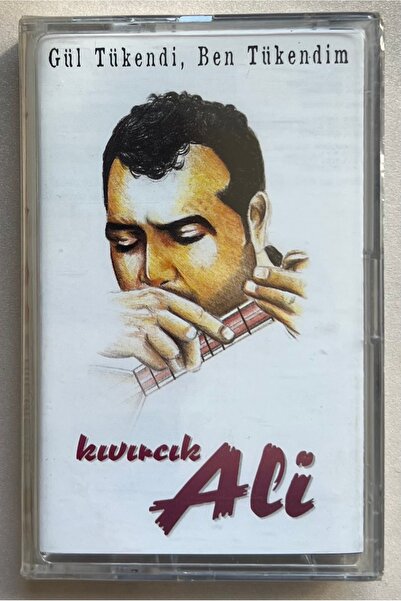 Gül Tükendi, Ben Tükendim
kıvırcık
Ali